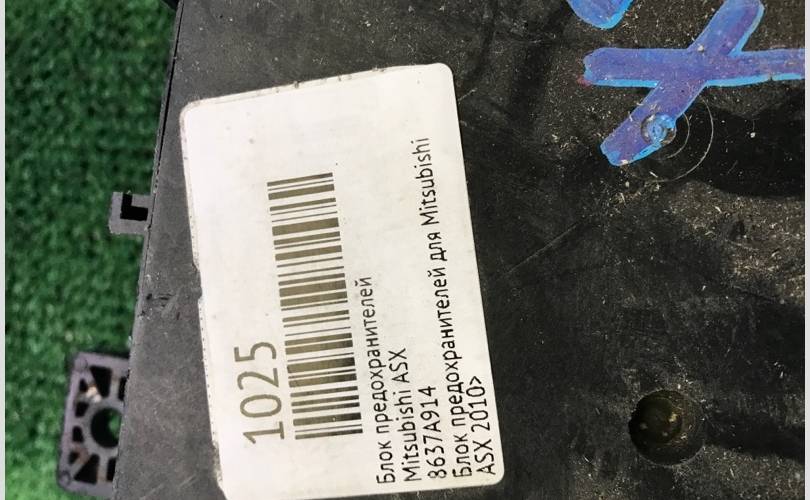 1025
Блок предохранителей
Mitsubishi ASX
8637A914
Блок предохранителей для Mitsubishi
ASX 2010>